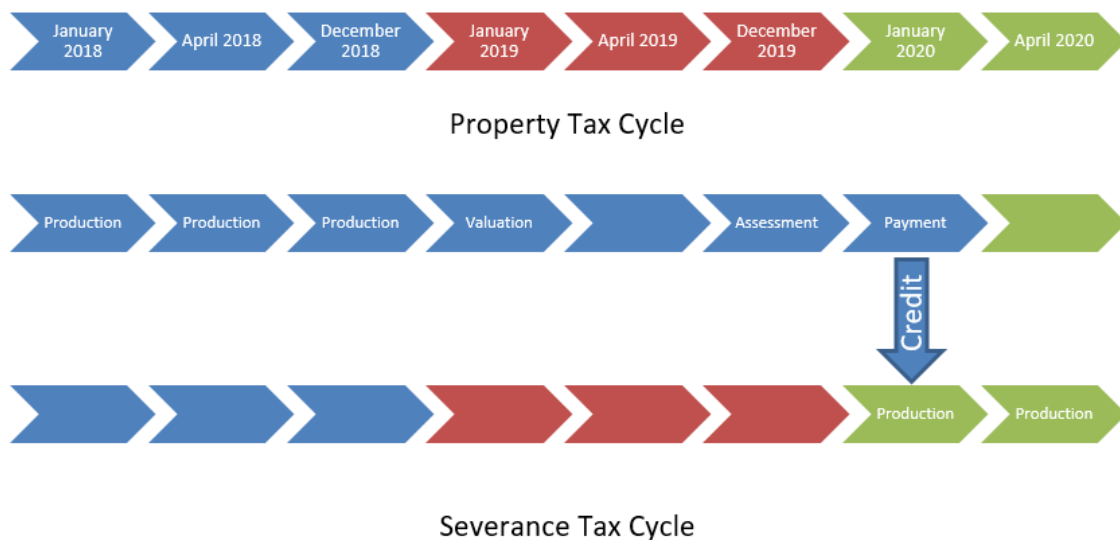 January
2018
April 2018
December
2018
January
2019
April 2019
December
2019
January
2020
April 2020
Property Tax Cycle
Production
Production
Production
Valuation
Assessment
Payment
Credit
Production
Production
Severance Tax Cycle